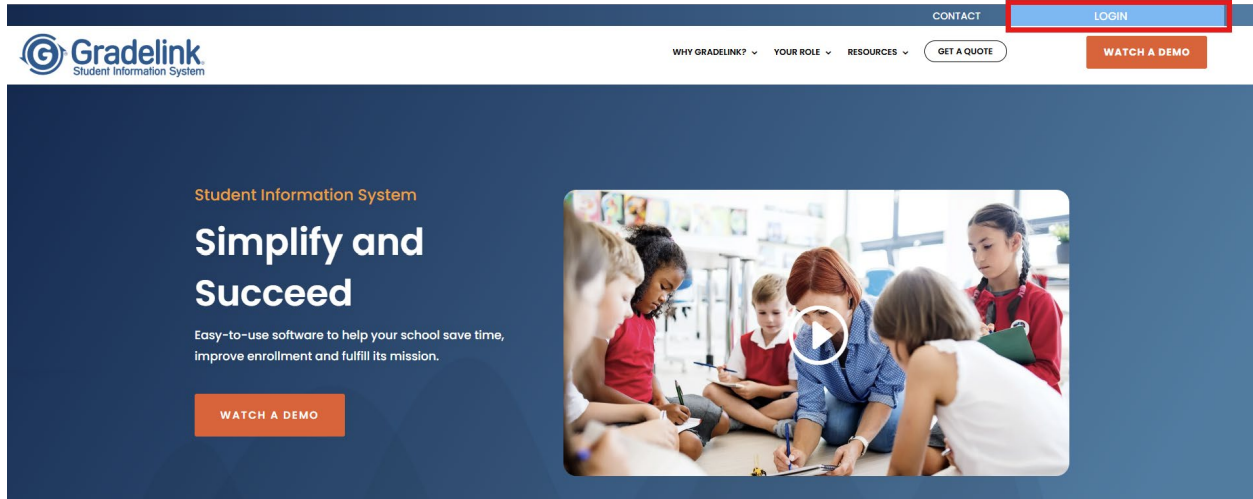 CONTACT LOGIN
Gradelink
Student Information System
WHY GRADELINK? YOUR ROLE RESOURCES GET A QUOTE WATCH A DEMO
Student Information System
Simplify and
Succeed
Easy-to-use software to help your school save time,
improve enrollment and fulfill its mission.
WATCH A DEMO